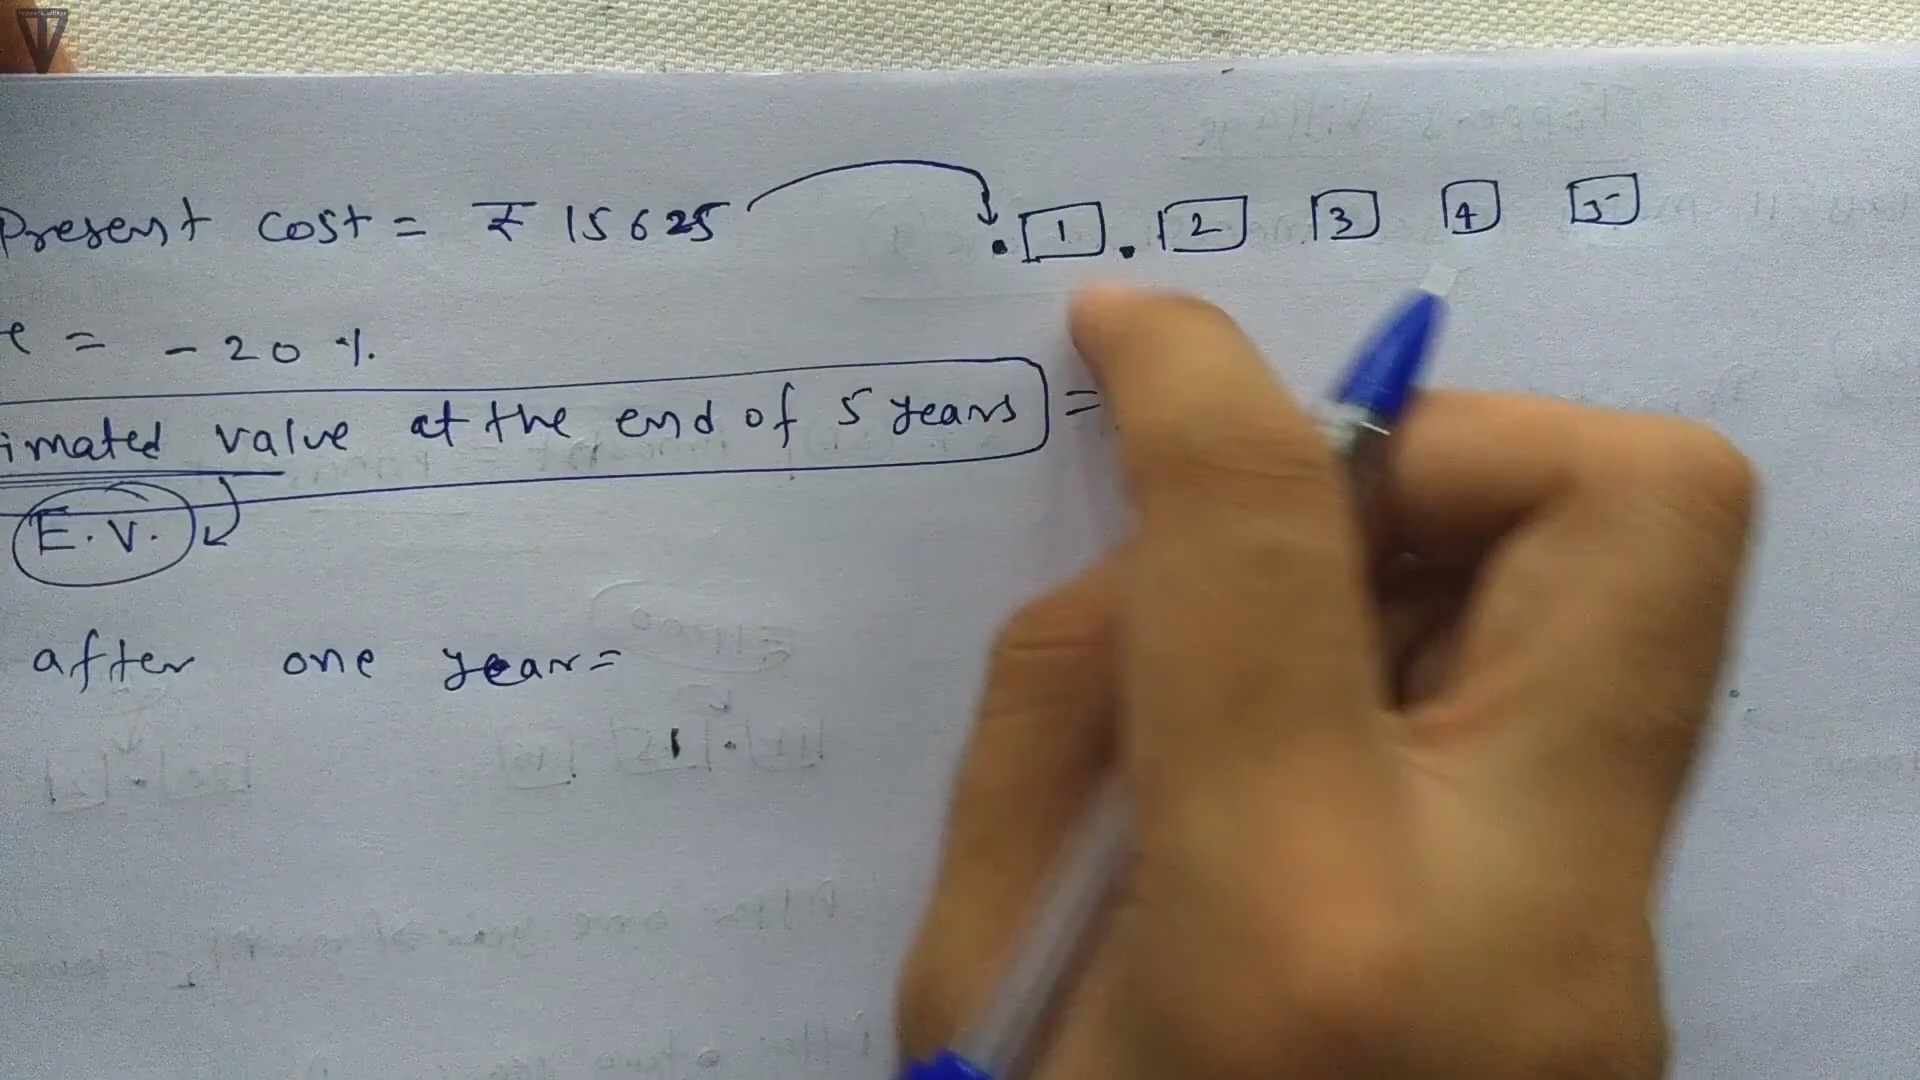 Present cost = ₹ 15625 1 2 3 4 5
e = - 20 %
imated value at the end of 5 years =
E.V.
after one year =